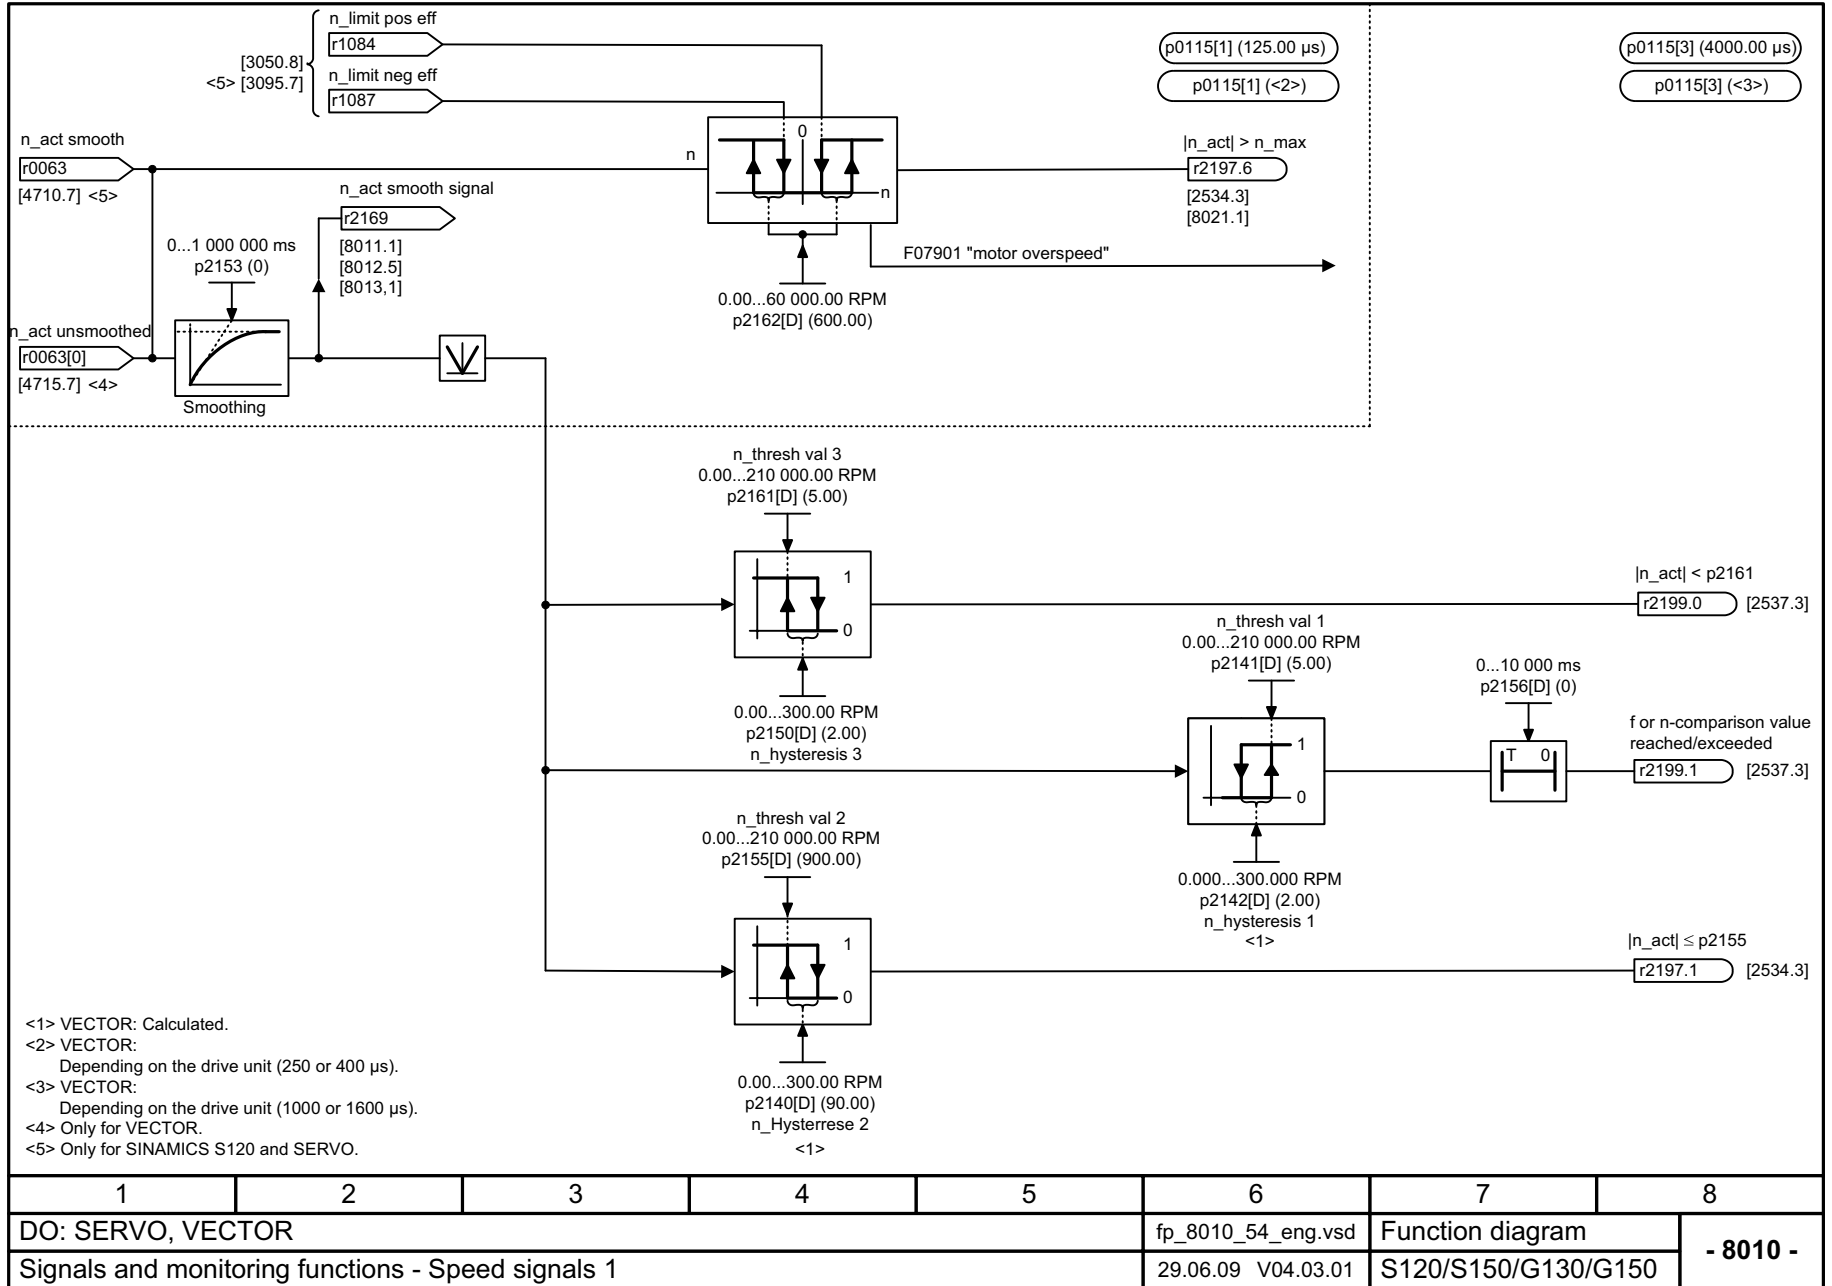 n_limit pos eff
r1084
[3050.8]
<5> [3095.7]
n_limit neg eff
r1087
p0115[1] (125.00 µs)
p0115[1] (<2>)
p0115[3] (4000.00 µs)
p0115[3] (<3>)
n_act smooth
r0063
[4710.7] <5>
n
0
n
|n_act| > n_max
r2197.6
[2534.3]
[8021.1]
n_act smooth signal
r2169
[8011.1]
[8012.5]
[8013,1]
0...1 000 000 ms
p2153 (0)
F07901 "motor overspeed"
0.00...60 000.00 RPM
p2162[D] (600.00)
n_act unsmoothed
r0063[0]
[4715.7] <4>
Smoothing
n_thresh val 3
0.00...210 000.00 RPM
p2161[D] (5.00)
1
0
0.00...300.00 RPM
p2150[D] (2.00)
n_hysteresis 3
|n_act| < p2161
r2199.0 [2537.3]
n_thresh val 1
0.00...210 000.00 RPM
p2141[D] (5.00)
1
0
0.000...300.000 RPM
p2142[D] (2.00)
n_hysteresis 1
<1>
0...10 000 ms
p2156[D] (0)
T 0
f or n-comparison value
reached/exceeded
r2199.1 [2537.3]
n_thresh val 2
0.00...210 000.00 RPM
p2155[D] (900.00)
1
0
0.00...300.00 RPM
p2140[D] (90.00)
n_Hysterrese 2
<1>
|n_act| ≤ p2155
r2197.1 [2534.3]
<1> VECTOR: Calculated.
<2> VECTOR:
Depending on the drive unit (250 or 400 µs).
<3> VECTOR:
Depending on the drive unit (1000 or 1600 µs).
<4> Only for VECTOR.
<5> Only for SINAMICS S120 and SERVO.
1 2 3 4 5 6 7 8
DO: SERVO, VECTOR
fp_8010_54_eng.vsd
Function diagram
- 8010 -
Signals and monitoring functions - Speed signals 1
29.06.09 V04.03.01
S120/S150/G130/G150